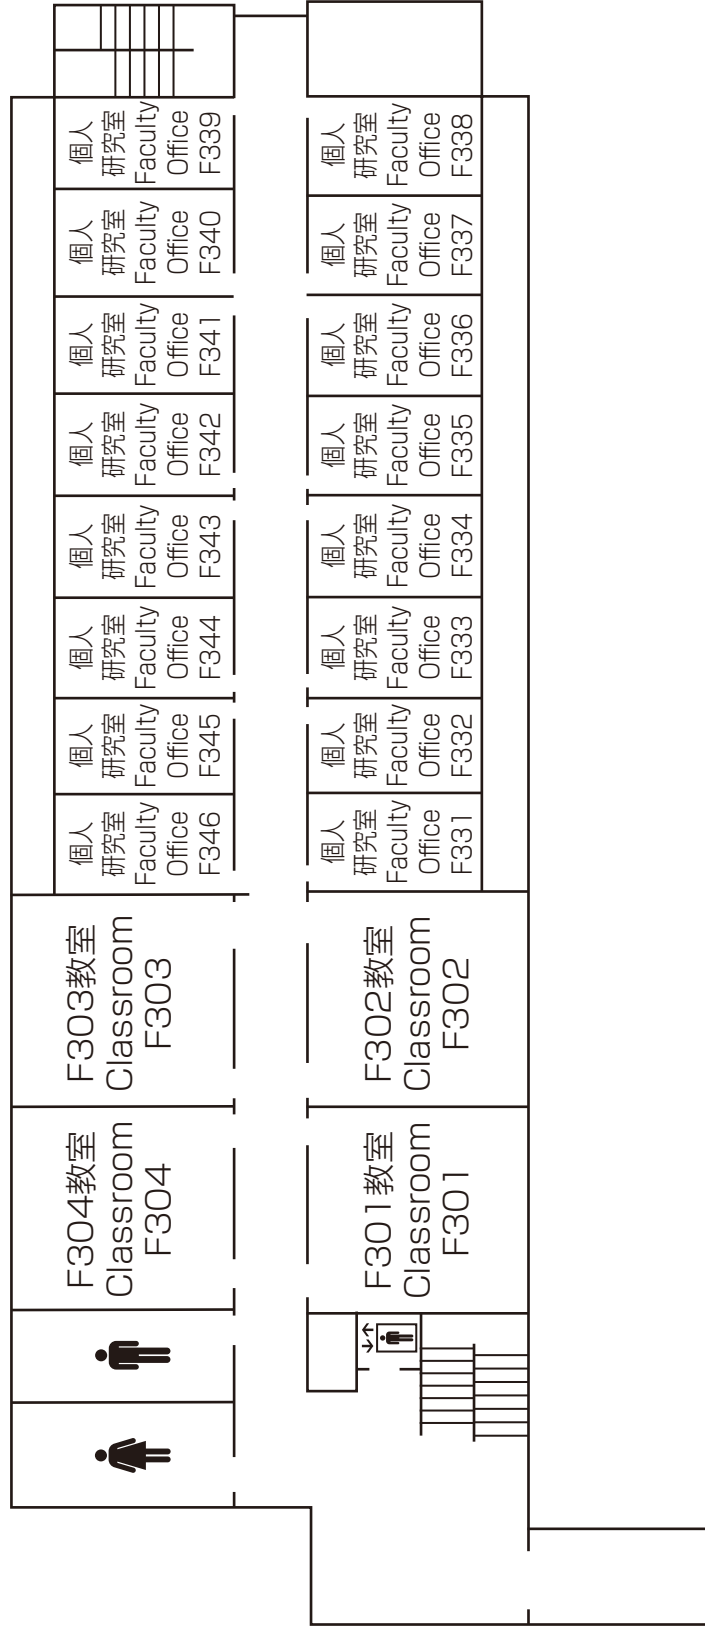 個人
研究室
Faculty
Office
F339
個人
研究室
Faculty
Office
F338
個人
研究室
Faculty
Office
F340
個人
研究室
Faculty
Office
F337
個人
研究室
Faculty
Office
F341
個人
研究室
Faculty
Office
F336
個人
研究室
Faculty
Office
F342
個人
研究室
Faculty
Office
F335
個人
研究室
Faculty
Office
F343
個人
研究室
Faculty
Office
F334
個人
研究室
Faculty
Office
F344
個人
研究室
Faculty
Office
F333
個人
研究室
Faculty
Office
F345
個人
研究室
Faculty
Office
F332
個人
研究室
Faculty
Office
F346
個人
研究室
Faculty
Office
F331
F303教室
Classroom
F303
F302教室
Classroom
F302
F304教室
Classroom
F304
F301教室
Classroom
F301